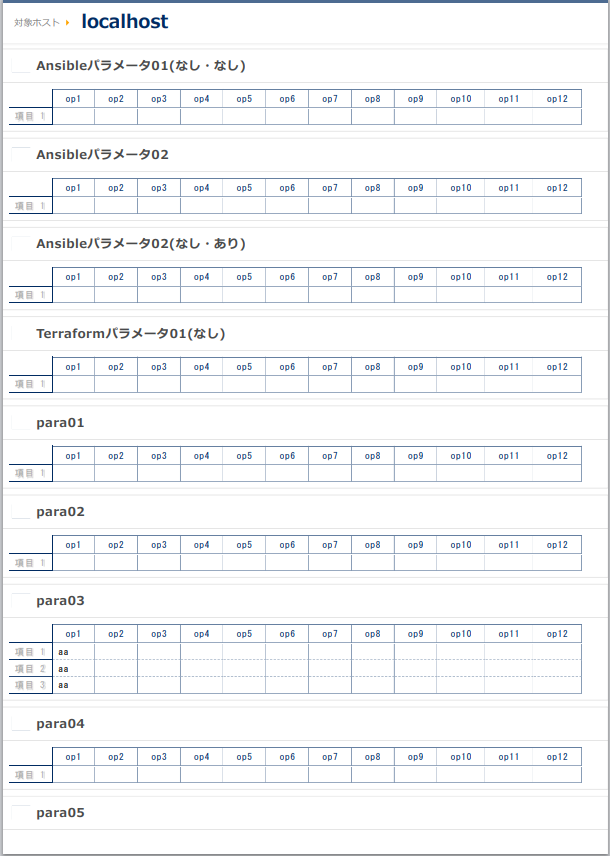 対象ホスト localhost
Ansibleパラメータ01(なし・なし)
op1 op2 op3 op4 op5 op6 op7 op8 op9 op10 op11 op12
項目 1
Ansibleパラメータ02
op1 op2 op3 op4 op5 op6 op7 op8 op9 op10 op11 op12
項目 1
Ansibleパラメータ02(なし・あり)
op1 op2 op3 op4 op5 op6 op7 op8 op9 op10 op11 op12
項目 1
Terraformパラメータ01(なし)
op1 op2 op3 op4 op5 op6 op7 op8 op9 op10 op11 op12
項目 1
para01
op1 op2 op3 op4 op5 op6 op7 op8 op9 op10 op11 op12
項目 1
para02
op1 op2 op3 op4 op5 op6 op7 op8 op9 op10 op11 op12
項目 1
para03
op1 op2 op3 op4 op5 op6 op7 op8 op9 op10 op11 op12
項目 1 aa
項目 2 aa
項目 3 aa
para04
op1 op2 op3 op4 op5 op6 op7 op8 op9 op10 op11 op12
項目 1
para05